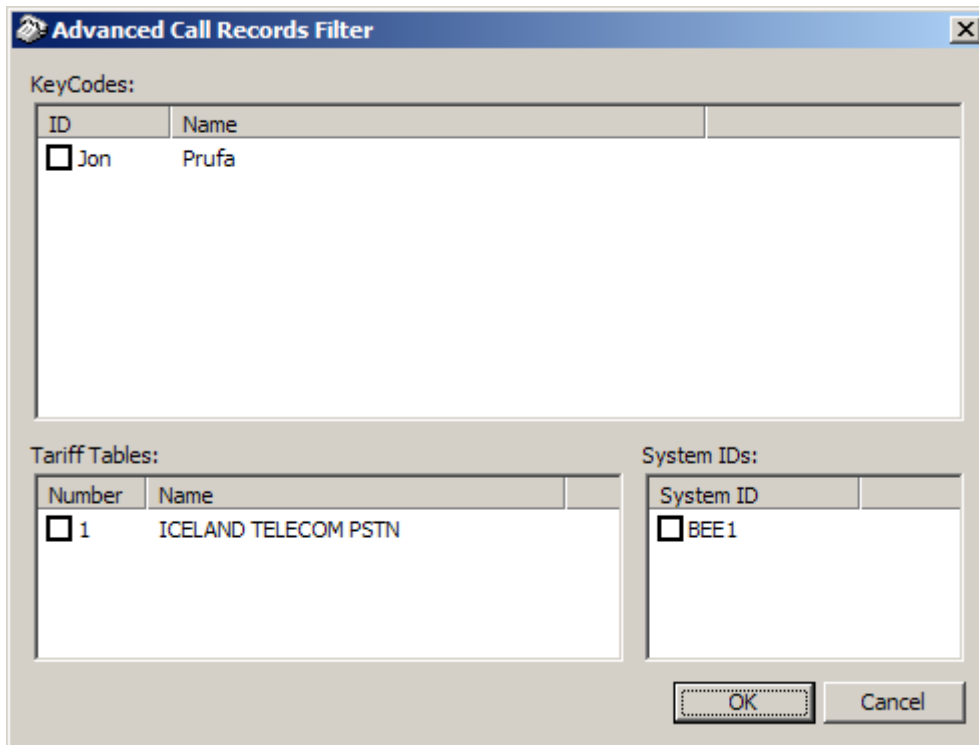 Advanced Call Records Filter
KeyCodes:
ID Name
Jon Prufa
Tariff Tables:
Number Name
1 ICELAND TELECOM PSTN
System IDs:
System ID
BEE1
OK Cancel